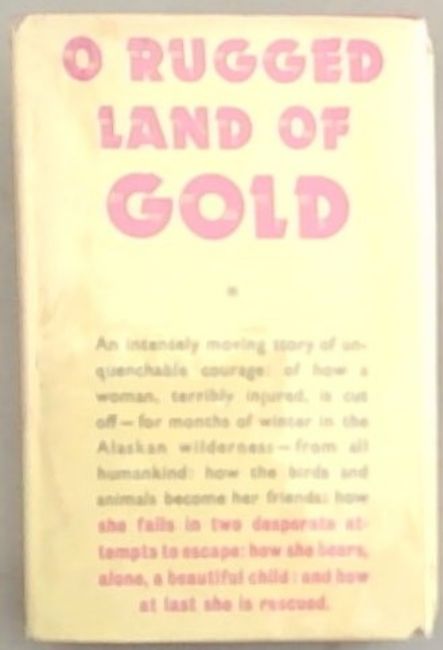 O RUGGED
LAND OF
GOLD
*
An intensely moving story of un-
quenchable courage: of how a
woman, terribly injured, is cut
off—for months of winter in the
Alaskan wilderness—from all
humankind: how the birds and
animals become her friends: how
she fails in two desperate at-
tempts to escape: how she bears,
alone, a beautiful child: and how
at last she is rescued.